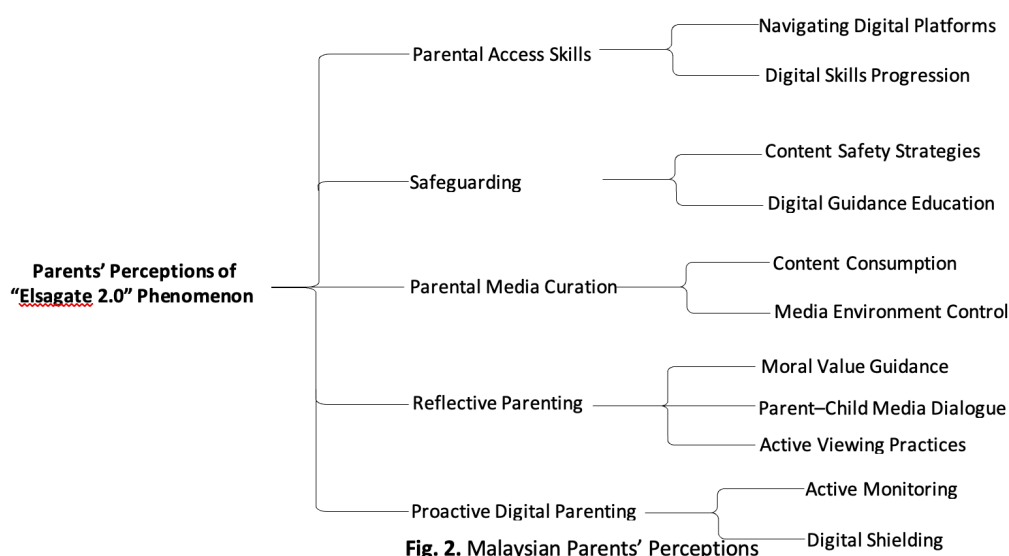 Navigating Digital Platforms
Parental Access Skills
Digital Skills Progression
Content Safety Strategies
Safeguarding
Digital Guidance Education
Parents’ Perceptions of
“Elsagate 2.0” Phenomenon
Content Consumption
Parental Media Curation
Media Environment Control
Moral Value Guidance
Reflective Parenting
Parent–Child Media Dialogue
Active Viewing Practices
Active Monitoring
Proactive Digital Parenting
Digital Shielding
Fig. 2. Malaysian Parents’ Perceptions